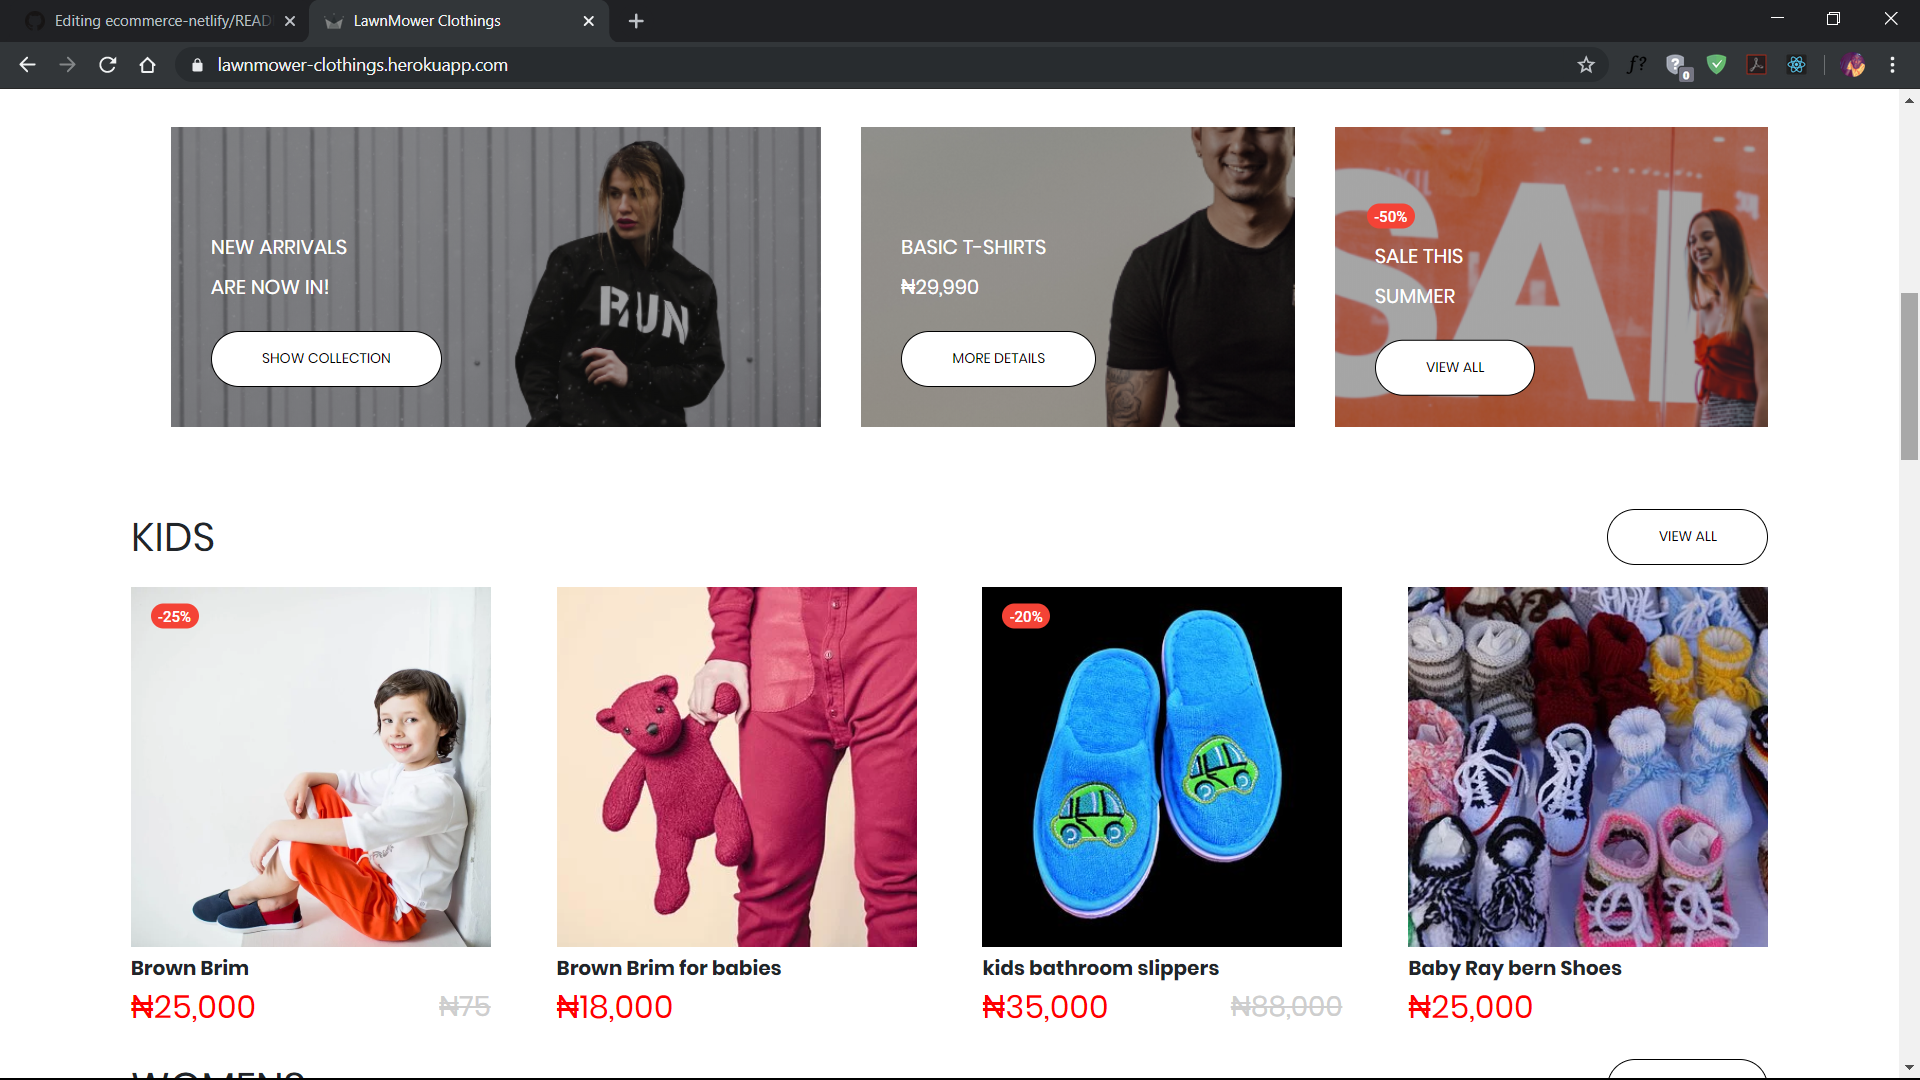 Editing ecommerce-netlify/READ
LawnMower Clothings
lawnmower-clothings.herokuapp.com
f?
0
NEW ARRIVALS
ARE NOW IN!
SHOW COLLECTION
RUN
BASIC T-SHIRTS
₦29,990
MORE DETAILS
-50%
SALE THIS
SUMMER
VIEW ALL
SAL
KIDS
VIEW ALL
-25%
-20%
Brown Brim
₦25,000
₦75
Brown Brim for babies
₦18,000
kids bathroom slippers
₦35,000
₦88,000
Baby Ray bern Shoes
₦25,000
WOMENS